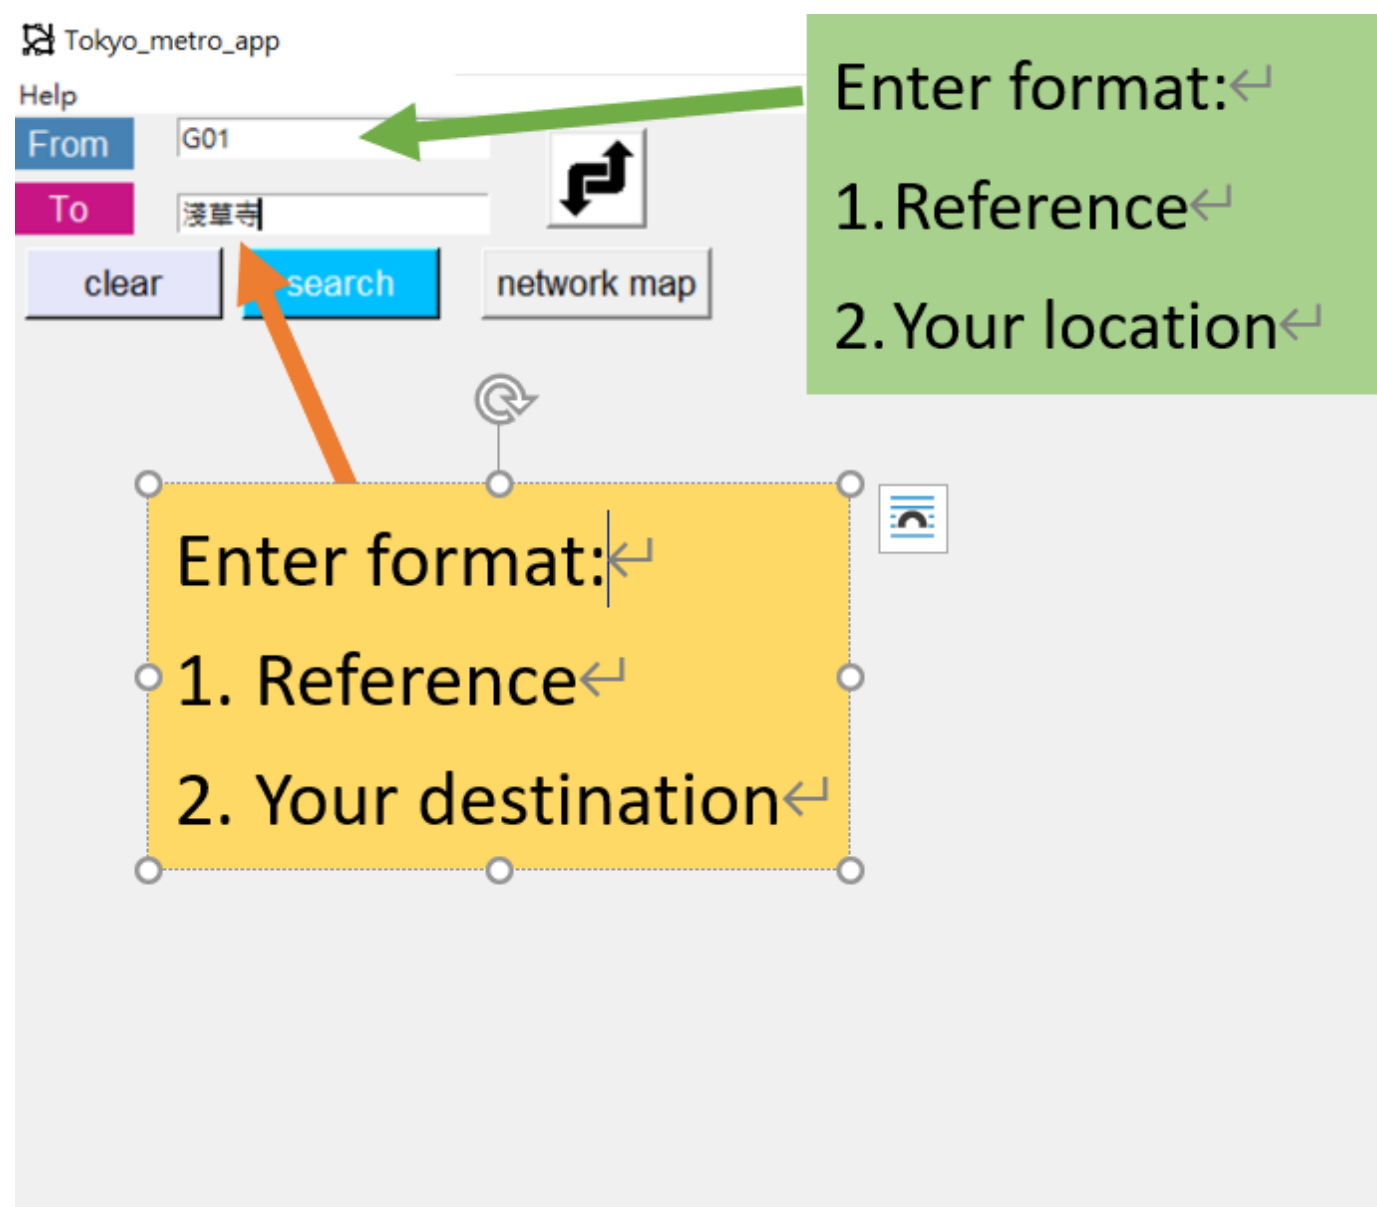 Tokyo_metro_app
Help
From
G01
To
淺草寺
clear
search
network map
Enter format:
1. Reference
2. Your location
Enter format:
1. Reference
2. Your destination